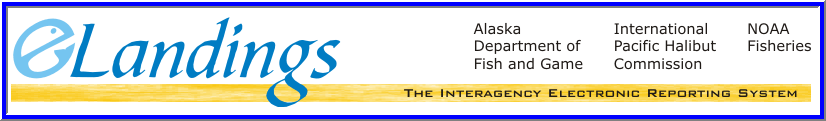 eLandings
Alaska
Department of
Fish and Game
International
Pacific Halibut
Commission
NOAA
Fisheries
The Interagency Electronic Reporting System